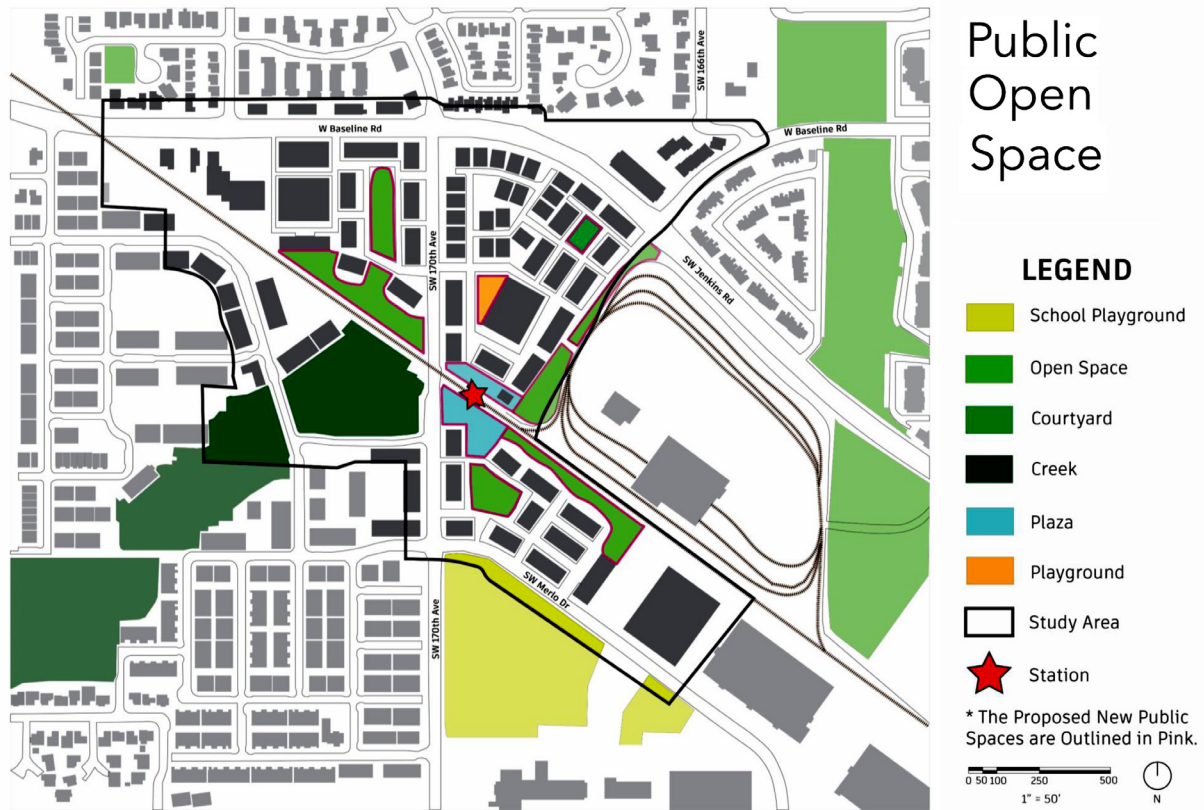 Public
Open
Space
SW 166th Ave
W Baseline Rd
W Baseline Rd
SW 170th Ave
SW Jenkins Rd
SW Merlo Dr
SW 170th Ave
LEGEND
School Playground
Open Space
Courtyard
Creek
Plaza
Playground
Study Area
Station
* The Proposed New Public
Spaces are Outlined in Pink.
0 50 100 250 500
1" = 50'
N